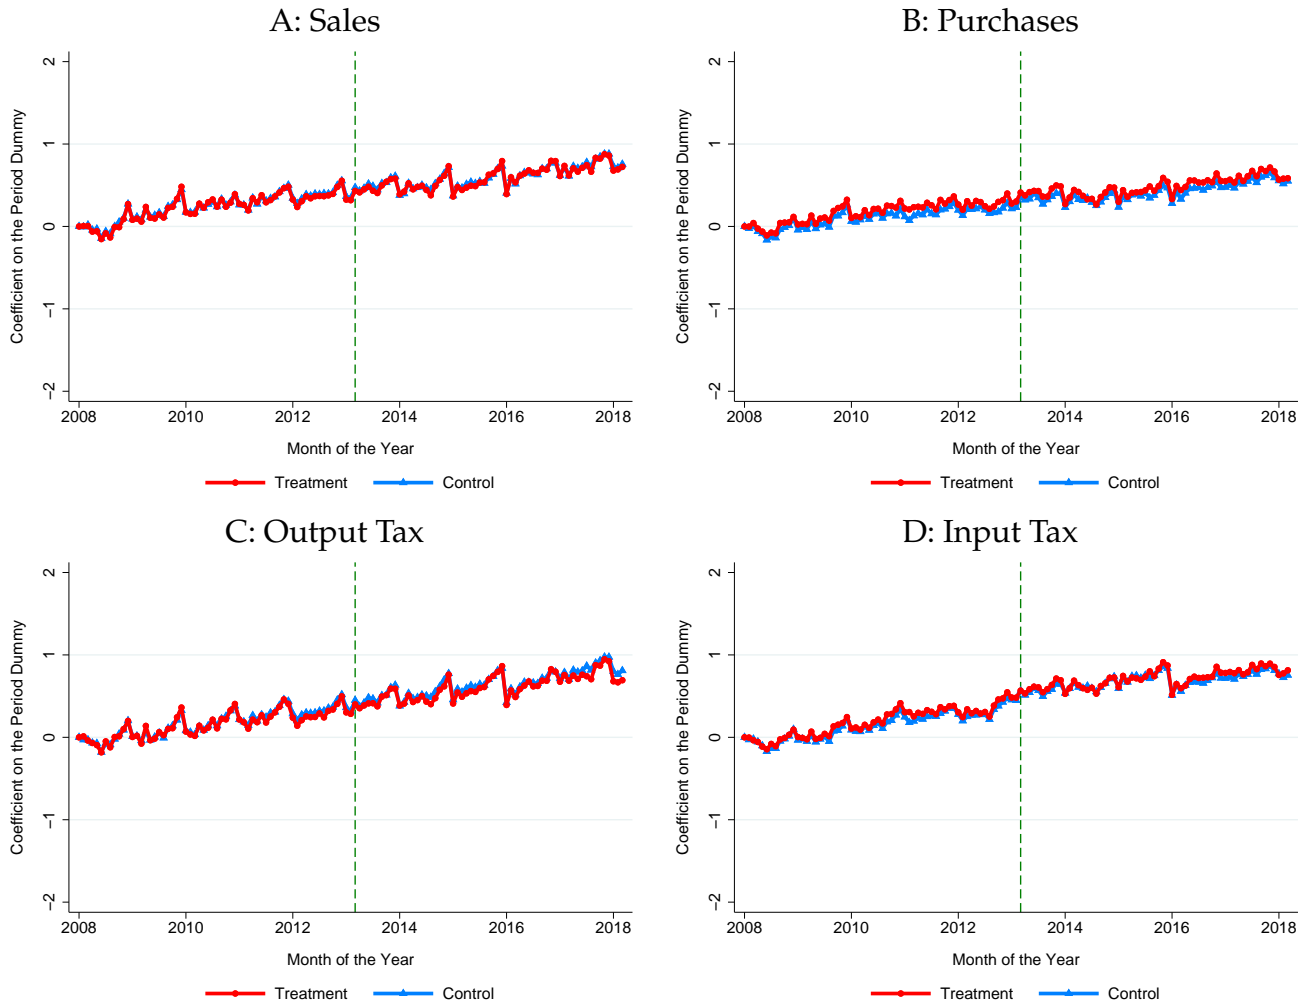 A: Sales
Coefficient on the Period Dummy
2
1
0
−1
−2
2008 2010 2012 2014 2016 2018
Month of the Year
Treatment Control
B: Purchases
Coefficient on the Period Dummy
2
1
0
−1
−2
2008 2010 2012 2014 2016 2018
Month of the Year
Treatment Control
C: Output Tax
Coefficient on the Period Dummy
2
1
0
−1
−2
2008 2010 2012 2014 2016 2018
Month of the Year
Treatment Control
D: Input Tax
Coefficient on the Period Dummy
2
1
0
−1
−2
2008 2010 2012 2014 2016 2018
Month of the Year
Treatment Control